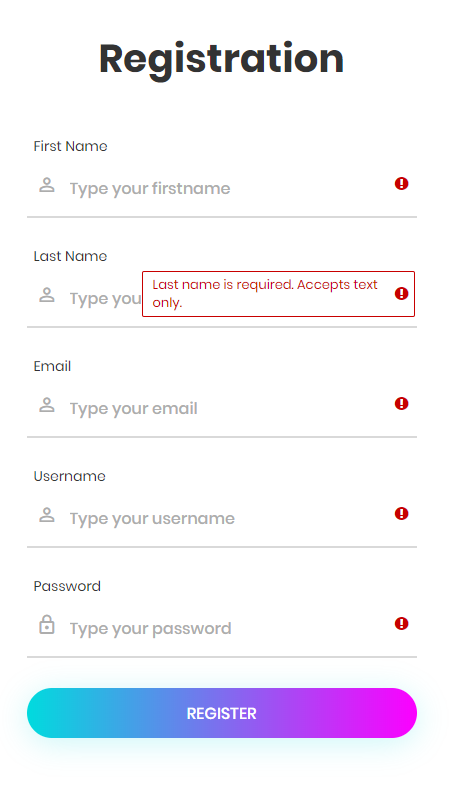 Registration
First Name
Type your firstname
Last Name
Type you
Last name is required. Accepts text
only.
Email
Type your email
Username
Type your username
Password
Type your password
REGISTER